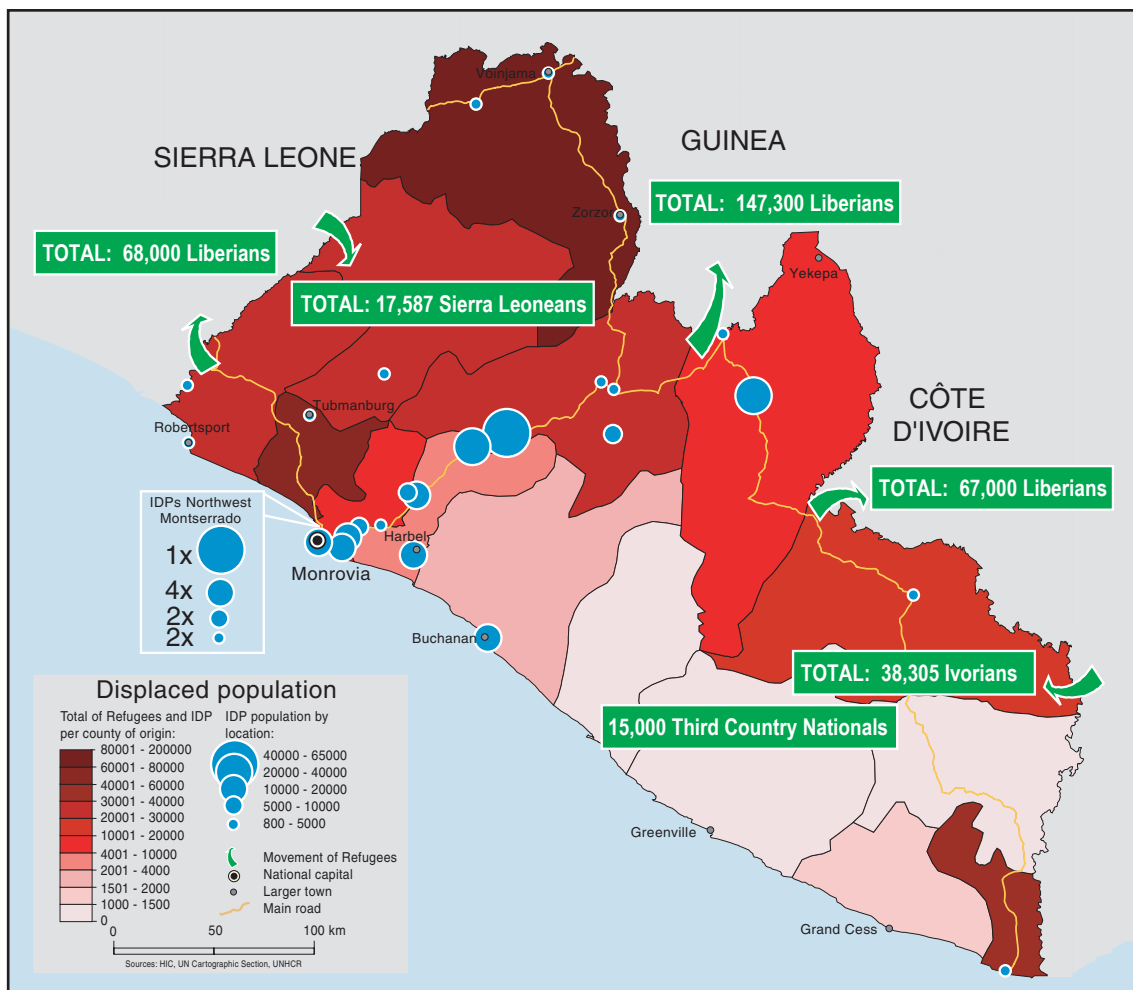 Voinjama
GUINEA
SIERRA LEONE
TOTAL: 147,300 Liberians
Zorzor
TOTAL: 68,000 Liberians
Yekepa
TOTAL: 17,587 Sierra Leoneans
CÔTE
D'IVOIRE
Tubmanburg
Robertsport
TOTAL: 67,000 Liberians
IDPs Northwest
Montserrado
1x
4x
2x
2x
Harbel
Monrovia
Buchanan
TOTAL: 38,305 Ivorians
15,000 Third Country Nationals
Greenville
Grand Cess
Displaced population
Total of Refugees and IDP
per county of origin:
80001 - 200000
60001 - 80000
40001 - 60000
30001 - 40000
20001 - 30000
10001 - 20000
4001 - 10000
2001 - 4000
1501 - 2000
1000 - 1500
0
IDP population by
location:
40000 - 65000
20000 - 40000
10000 - 20000
5000 - 10000
800 - 5000
Movement of Refugees
National capital
Larger town
Main road
0 50 100 km
Sources: HIC, UN Cartographic Section, UNHCR